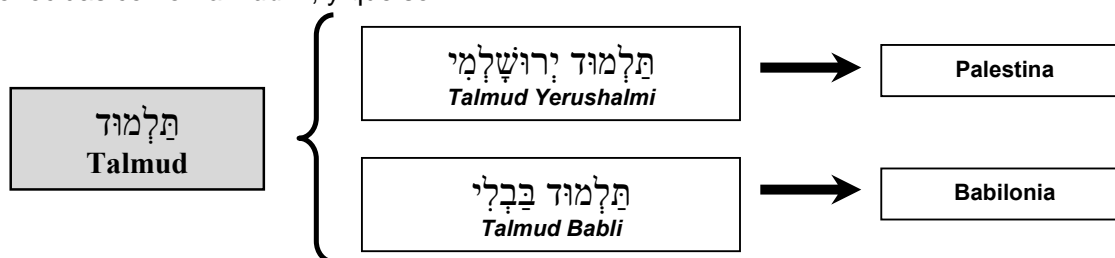 תַּלְמוּד
Talmud
תַּלְמוּד יְרוּשָׁלְמִי
Talmud Yerushalmi
Palestina
תַּלְמוּד בַּבְלִי
Talmud Babli
Babilonia